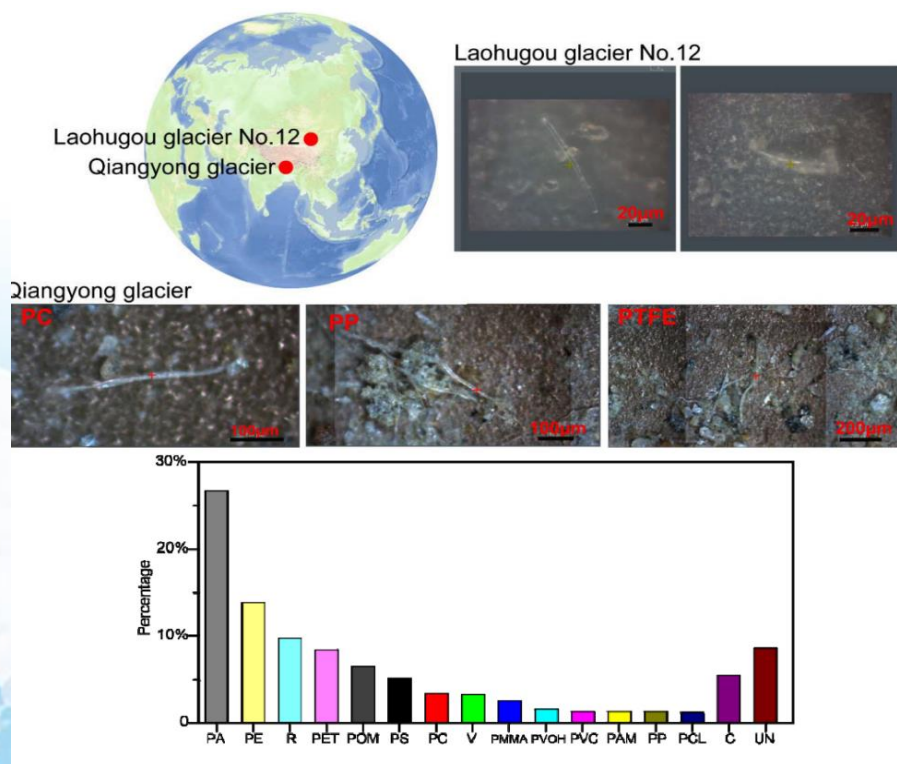 Laohugou glacier No.12
Laohugou glacier No.12
Qiangyong glacier
20μm
20μm
Qiangyong glacier
PC
PP
PTFE
100μm
100μm
200μm
30%
20%
10%
0
Percentage
PA PE R PET POM PS PC V PMMA PVOH PVC PAM PP PCL C UN